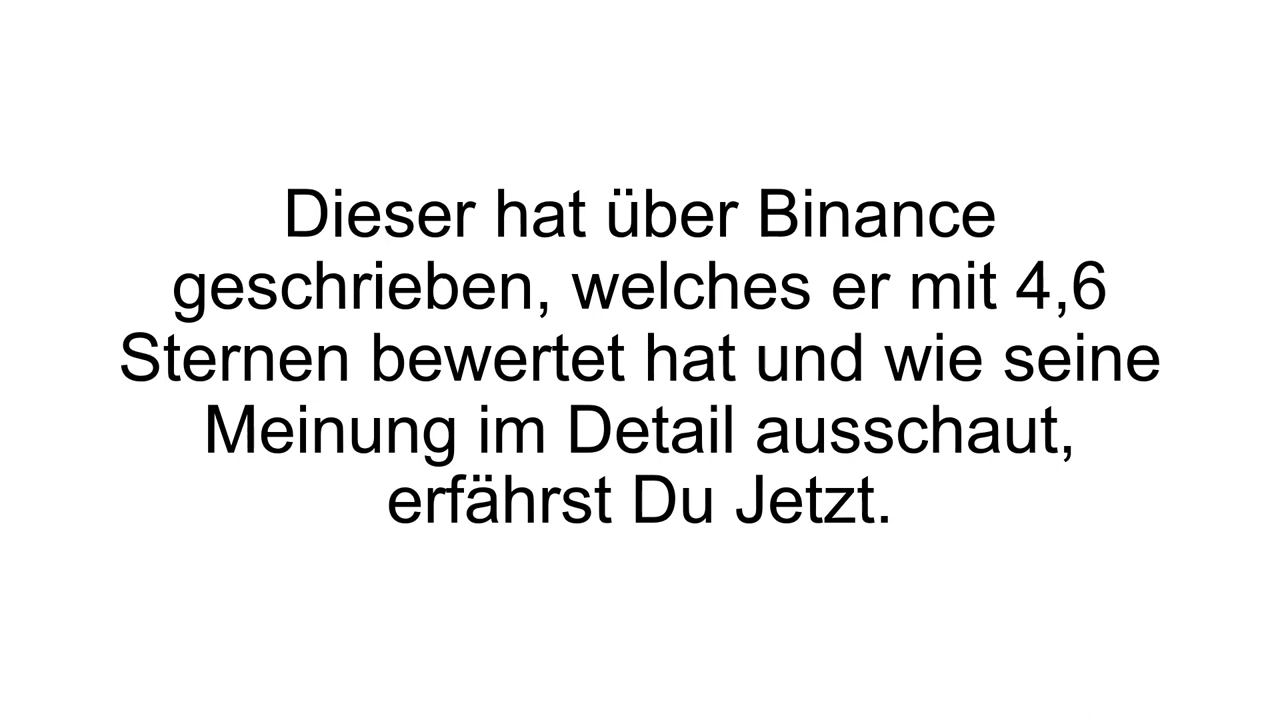 Dieser hat über Binance
geschrieben, welches er mit 4,6
Sternen bewertet hat und wie seine
Meinung im Detail ausschaut,
erfährst Du Jetzt.